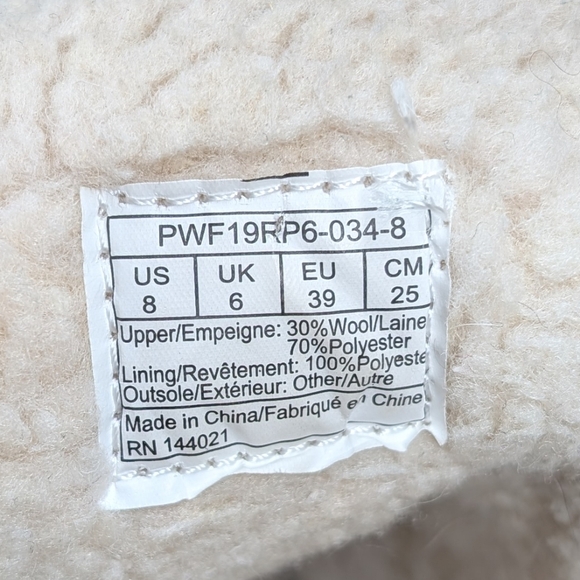 PWF19RP6-034-8
US UK EU CM
8 6 39 25
Upper/Empeigne: 30%Wool/Laine
70%Polyester
Lining/Revêtement: 100%Polyeste
Outsole/Extérieur: Other/Autre
Made in China/Fabriqué en Chine
RN 144021